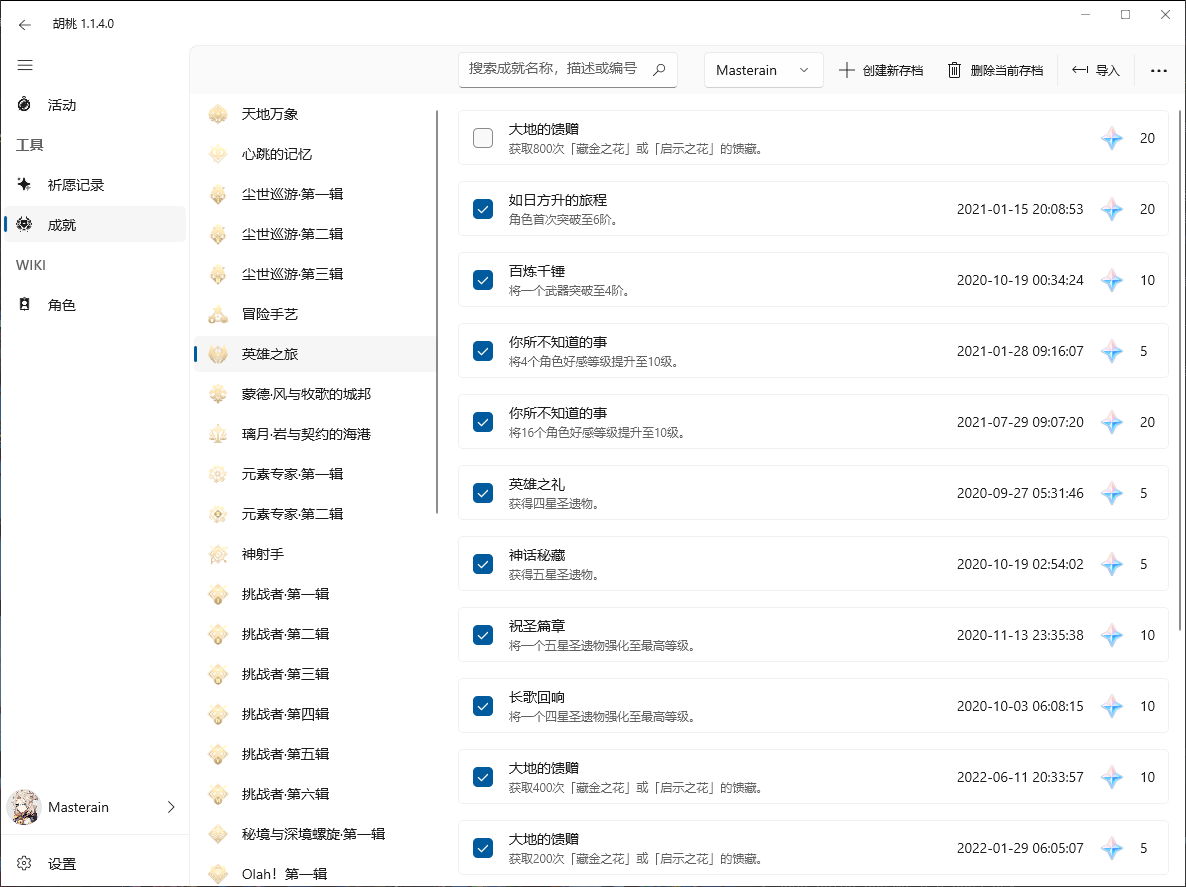 胡桃 1.1.4.0
活动
工具
祈愿记录
成就
WIKI
角色
Masterain
设置
搜索成就名称，描述或编号
Masterain
创建新存档
删除当前存档
导入
天地万象
心跳的记忆
尘世巡游·第一辑
尘世巡游·第二辑
尘世巡游·第三辑
冒险手艺
英雄之旅
蒙德·风与牧歌的城邦
璃月·岩与契约的海港
元素专家·第一辑
元素专家·第二辑
神射手
挑战者·第一辑
挑战者·第二辑
挑战者·第三辑
挑战者·第四辑
挑战者·第五辑
挑战者·第六辑
秘境与深境螺旋·第一辑
Olah！第一辑
大地的馈赠
获取800次「藏金之花」或「启示之花」的馈藏。
20
如日方升的旅程
角色首次突破至6阶。
2021-01-15 20:08:53
20
百炼千锤
将一个武器突破至4阶。
2020-10-19 00:34:24
10
你所不知道的事
将4个角色好感等级提升至10级。
2021-01-28 09:16:07
5
你所不知道的事
将16个角色好感等级提升至10级。
2021-07-29 09:07:20
20
英雄之礼
获得四星圣遗物。
2020-09-27 05:31:46
5
神话秘藏
获得五星圣遗物。
2020-10-19 02:54:02
5
祝圣篇章
将一个五星圣遗物强化至最高等级。
2020-11-13 23:35:38
10
长歌回响
将一个四星圣遗物强化至最高等级。
2020-10-03 06:08:15
10
大地的馈赠
获取400次「藏金之花」或「启示之花」的馈藏。
2022-06-11 20:33:57
10
大地的馈赠
获取200次「藏金之花」或「启示之花」的馈藏。
2022-01-29 06:05:07
5